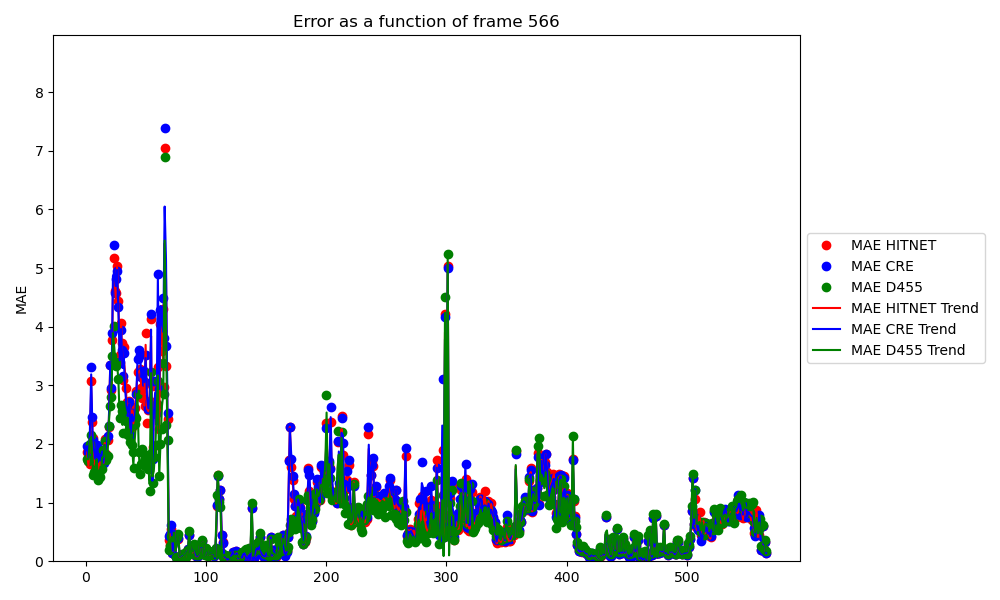 Error as a function of frame 566
MAE
8
7
6
5
4
3
2
1
0
0 100 200 300 400 500
MAE HITNET
MAE CRE
MAE D455
MAE HITNET Trend
MAE CRE Trend
MAE D455 Trend